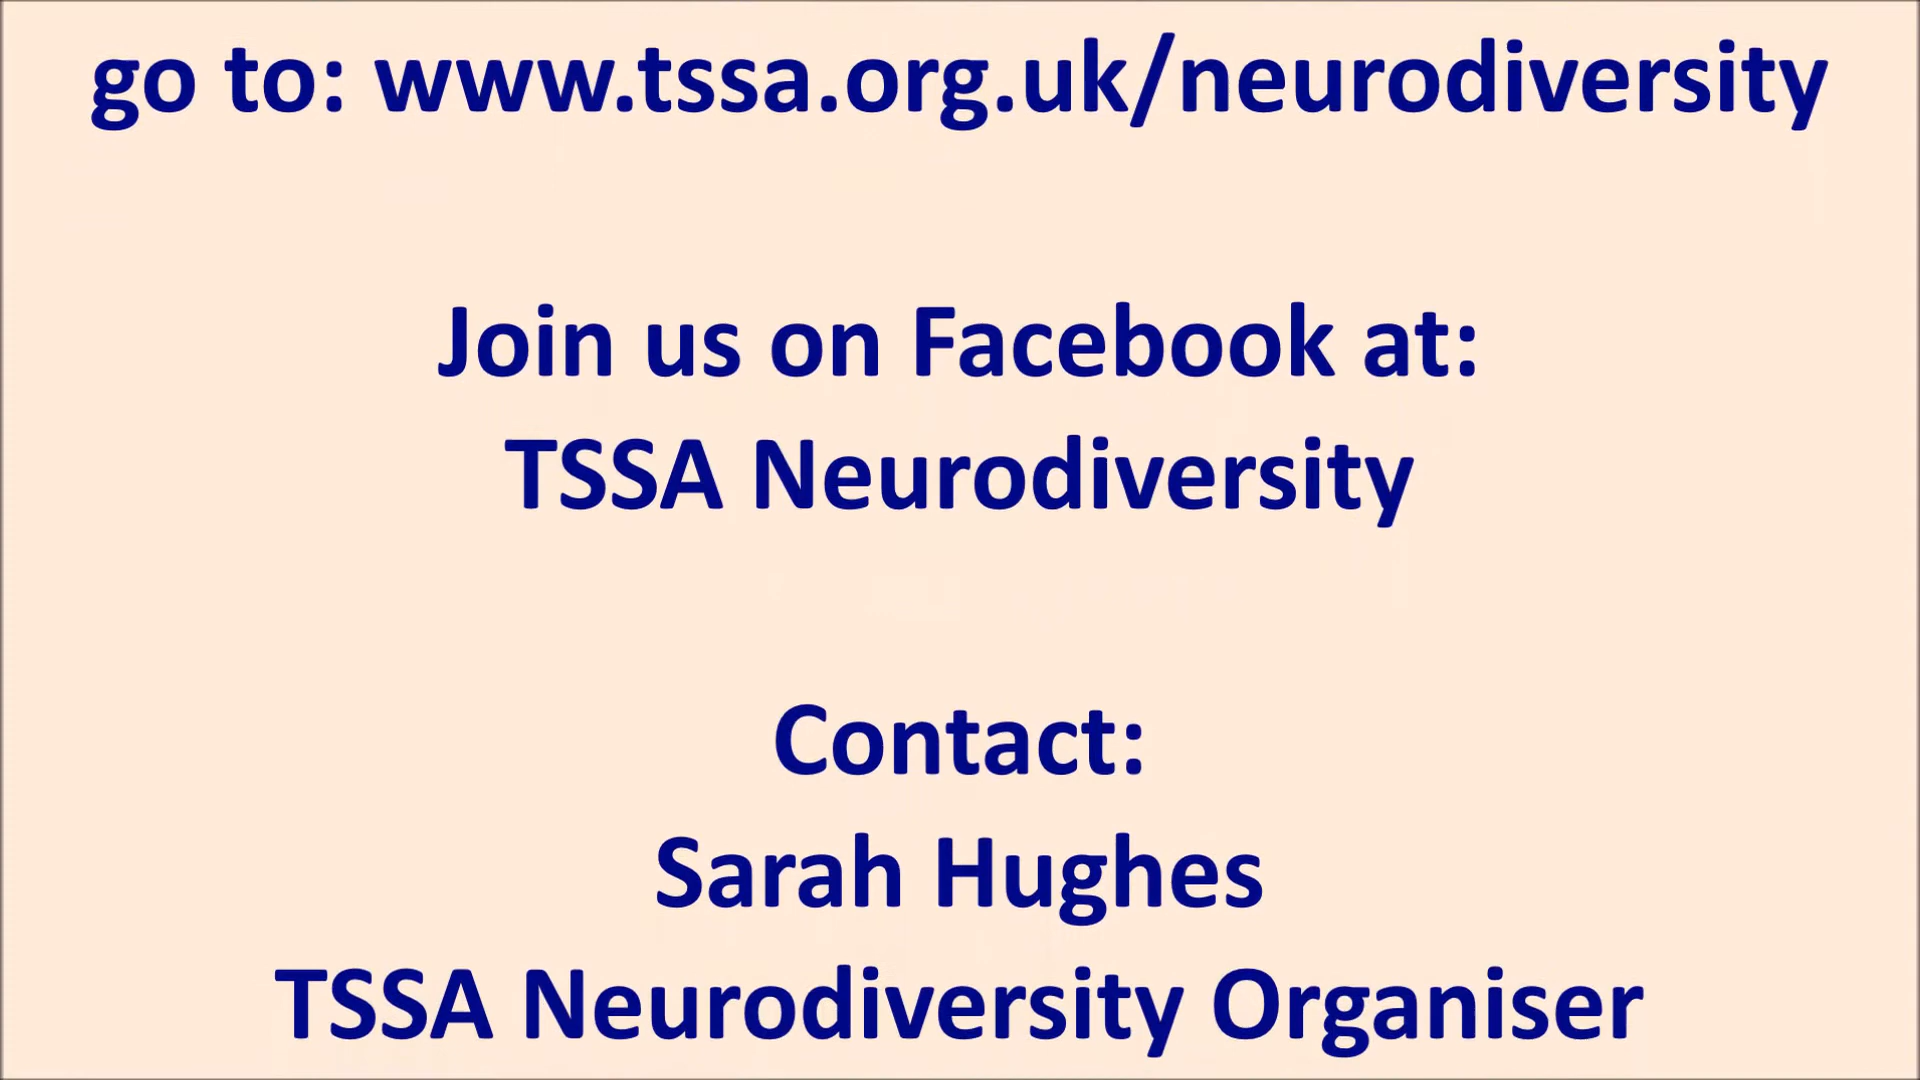 go to: www.tssa.org.uk/neurodiversity
Join us on Facebook at:
TSSA Neurodiversity
Contact:
Sarah Hughes
TSSA Neurodiversity Organiser